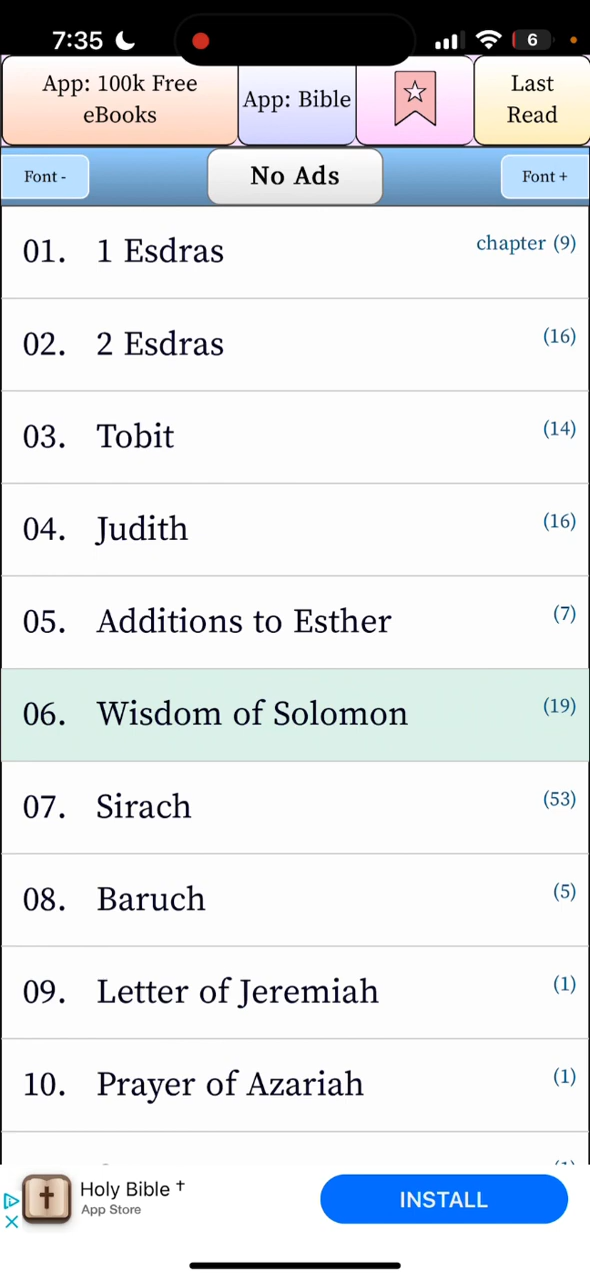 7:35
6
App: 100k Free
eBooks
App: Bible
Last
Read
Font -
No Ads
Font +
01. 1 Esdras chapter (9)
02. 2 Esdras (16)
03. Tobit (14)
04. Judith (16)
05. Additions to Esther (7)
06. Wisdom of Solomon (19)
07. Sirach (53)
08. Baruch (5)
09. Letter of Jeremiah (1)
10. Prayer of Azariah (1)
Holy Bible †
App Store
INSTALL